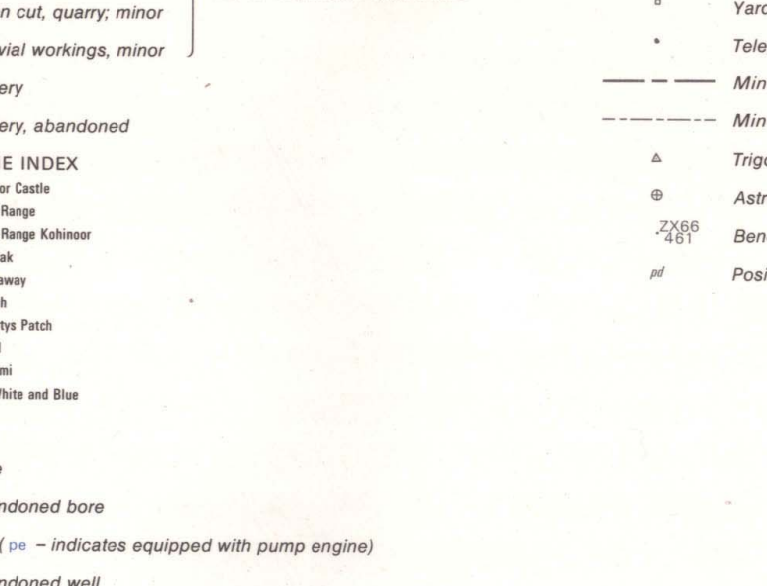 n cut, quarry; minor
vial workings, minor
ery
ery, abandoned
E INDEX
or Castle
Range
Range Kohinoor
ak
away
h
tys Patch
l
mi
hite and Blue
e
ndoned bore
( pe – indicates equipped with pump engine)
ndoned well
Yard
Tele
Min
Min
Trigo
Astr
ZX66
461
Ben
pd Posi